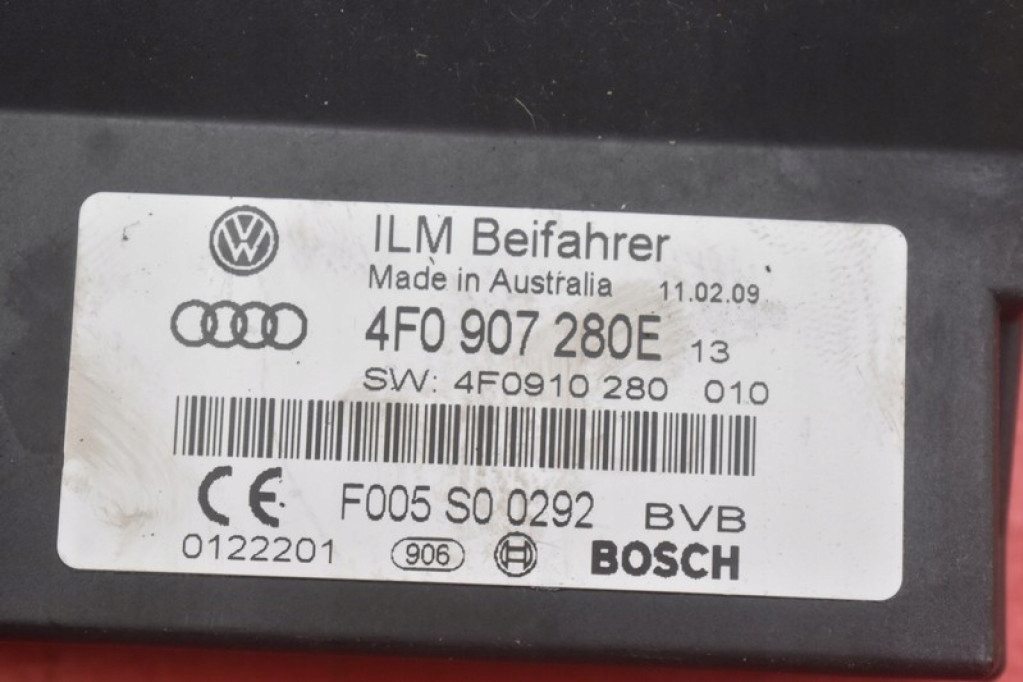 ILM Beifahrer
Made in Australia 11.02.09
4F0 907 280E 13
SW: 4F0910 280 010
CE F005 S0 0292 BVB
0122201 906 BOSCH